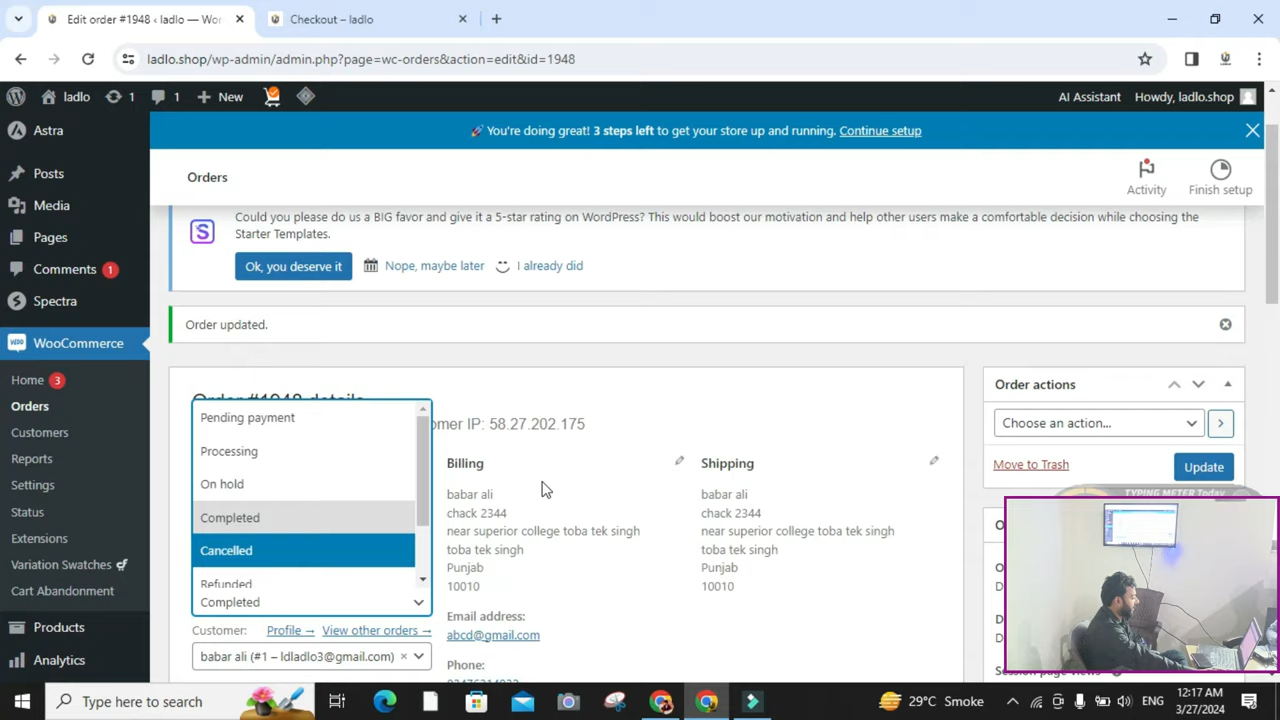 Edit order #1948 ‹ ladlo — Wo
Checkout – ladlo
ladlo.shop/wp-admin/admin.php?page=wc-orders&action=edit&id=1948
ladlo
1
1
New
AI Assistant
Howdy, ladlo.shop
Astra
Posts
Media
Pages
Comments 1
Spectra
WooCommerce
Home 3
Orders
Customers
Reports
Settings
Status
Extensions
Variation Swatches
Cart Abandonment
Products
Analytics
🚀 You're doing great! 3 steps left to get your store up and running. Continue setup
Orders
Activity
Finish setup
Could you please do us a BIG favor and give it a 5-star rating on WordPress? This would boost our motivation and help other users make a comfortable decision while choosing the
Starter Templates.
Ok, you deserve it
Nope, maybe later
I already did
Order updated.
Order #1948 details
omer IP: 58.27.202.175
Pending payment
Processing
On hold
Completed
Cancelled
Refunded
Completed
Customer:
Profile →
View other orders →
babar ali (#1 – ldladlo3@gmail.com) ×
Billing
babar ali
chack 2344
near superior college toba tek singh
toba tek singh
Punjab
10010
Email address:
abcd@gmail.com
Phone:
Shipping
babar ali
chack 2344
near superior college toba tek singh
toba tek singh
Punjab
10010
Order actions
Choose an action...
Move to Trash
Update
TYPING METER Today
O
O
D
D
Session page views
Type here to search
29°C Smoke
ENG
12:17 AM
3/27/2024